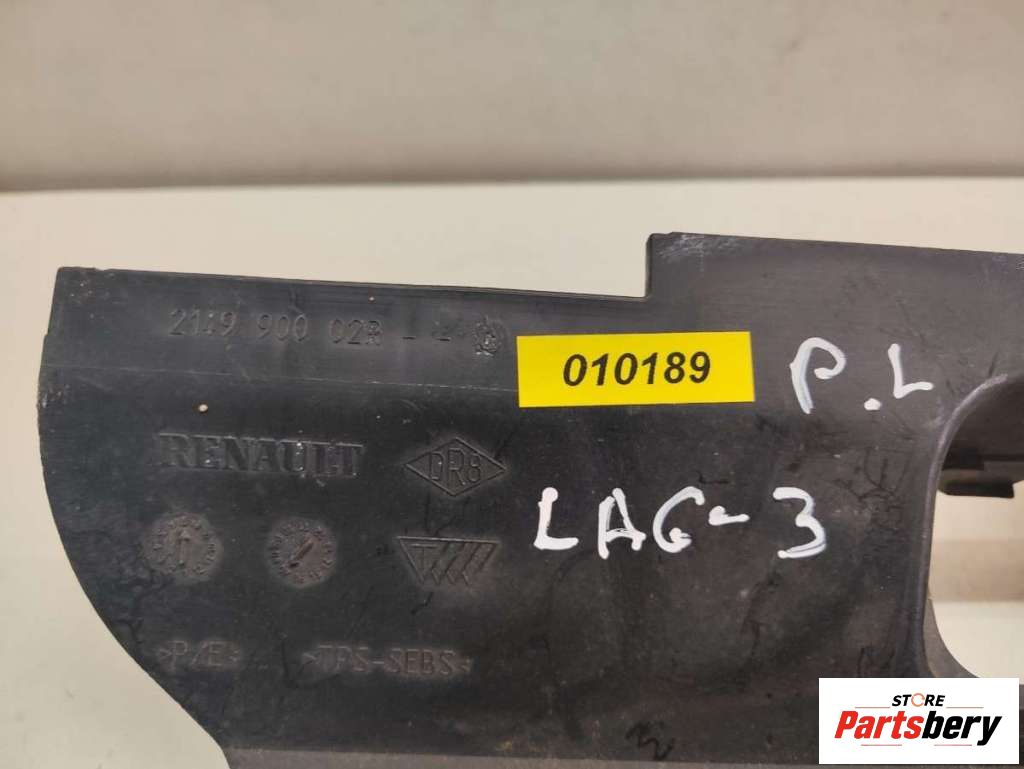 2149 900 02R - -
010189
P.L
RENAULT
DR8
LAG-3
T
>P/E<
>TPS-SEBS<
STORE
Partsbery